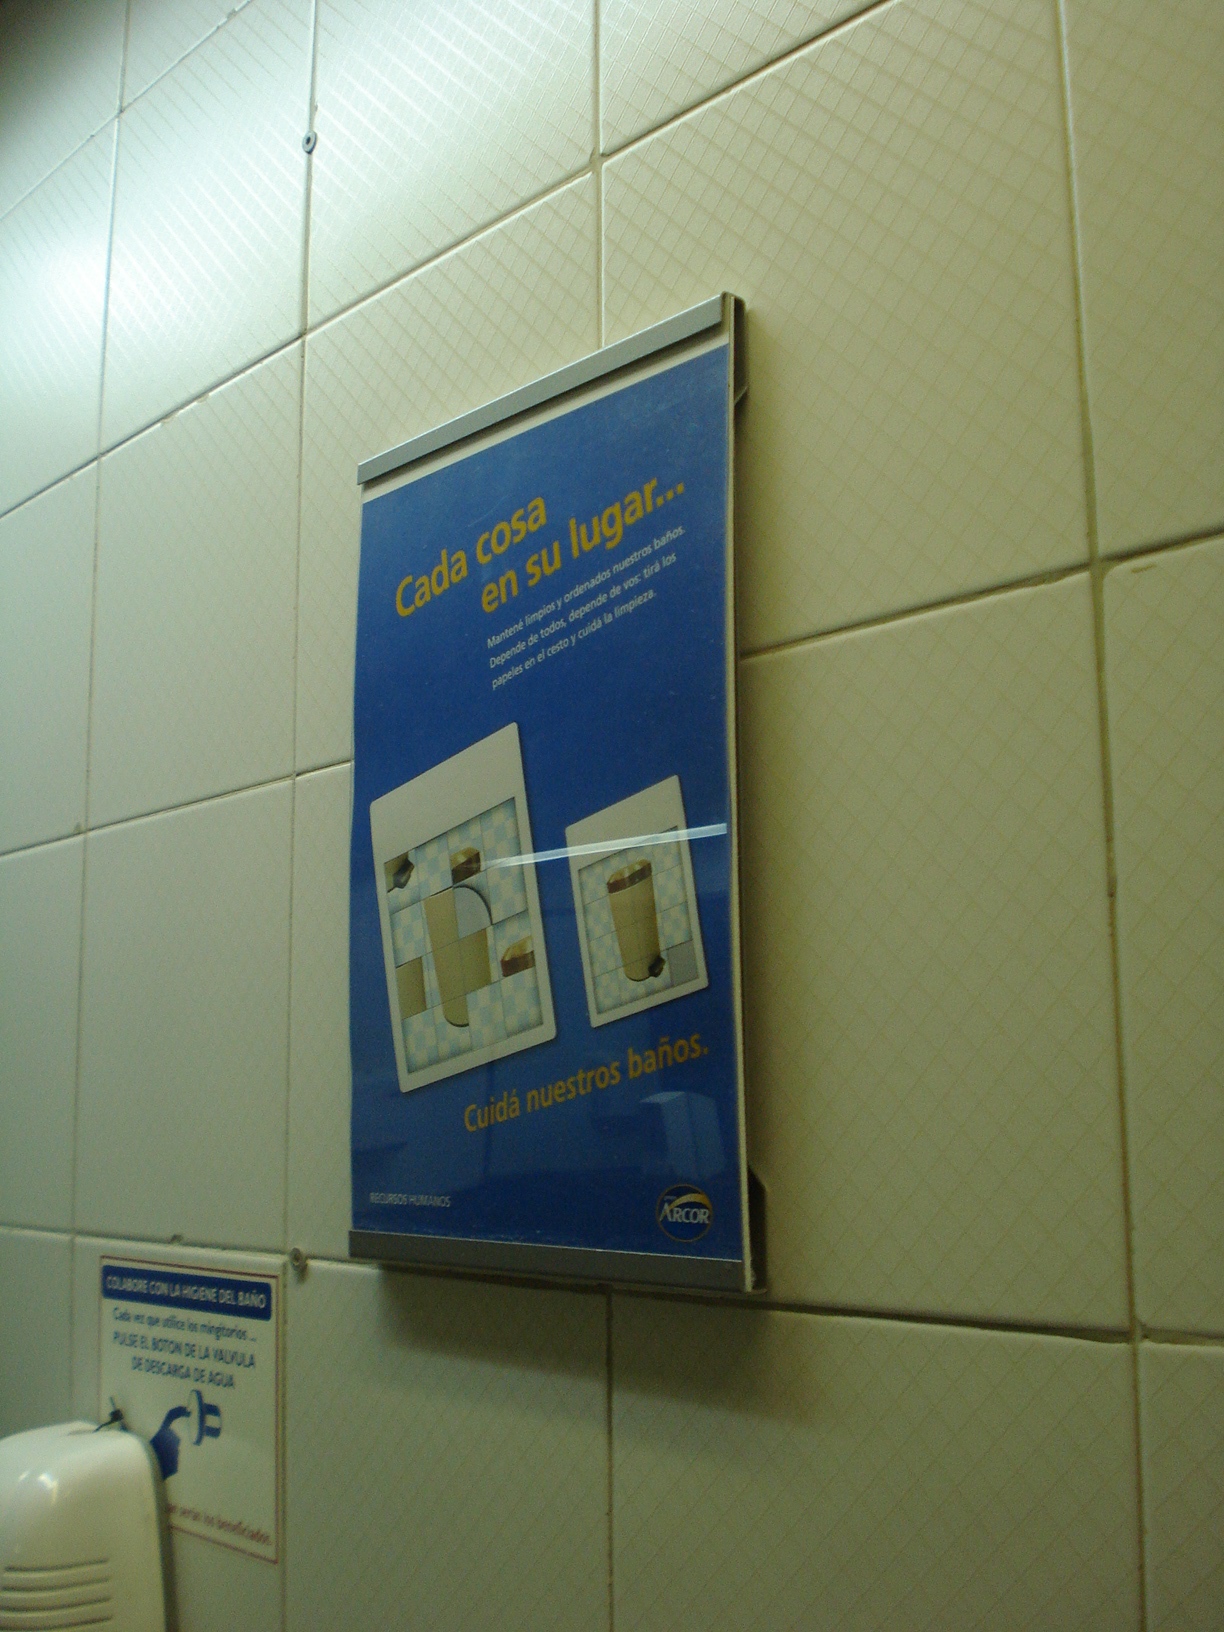 Cada cosa
en su lugar...
Mantené limpios y ordenados nuestros baños.
Depende de todos, depende de vos: tirá los
papeles en el cesto y cuidá la limpieza.
Cuidá nuestros baños.
RECURSOS HUMANOS
ARCOR
COLABORE CON LA HIGIENE DEL BAÑO
Cada vez que utilice los mingitorios ...
PULSE EL BOTON DE LA VALVULA
DE DESCARGA DE AGUA
serán los beneficiados.